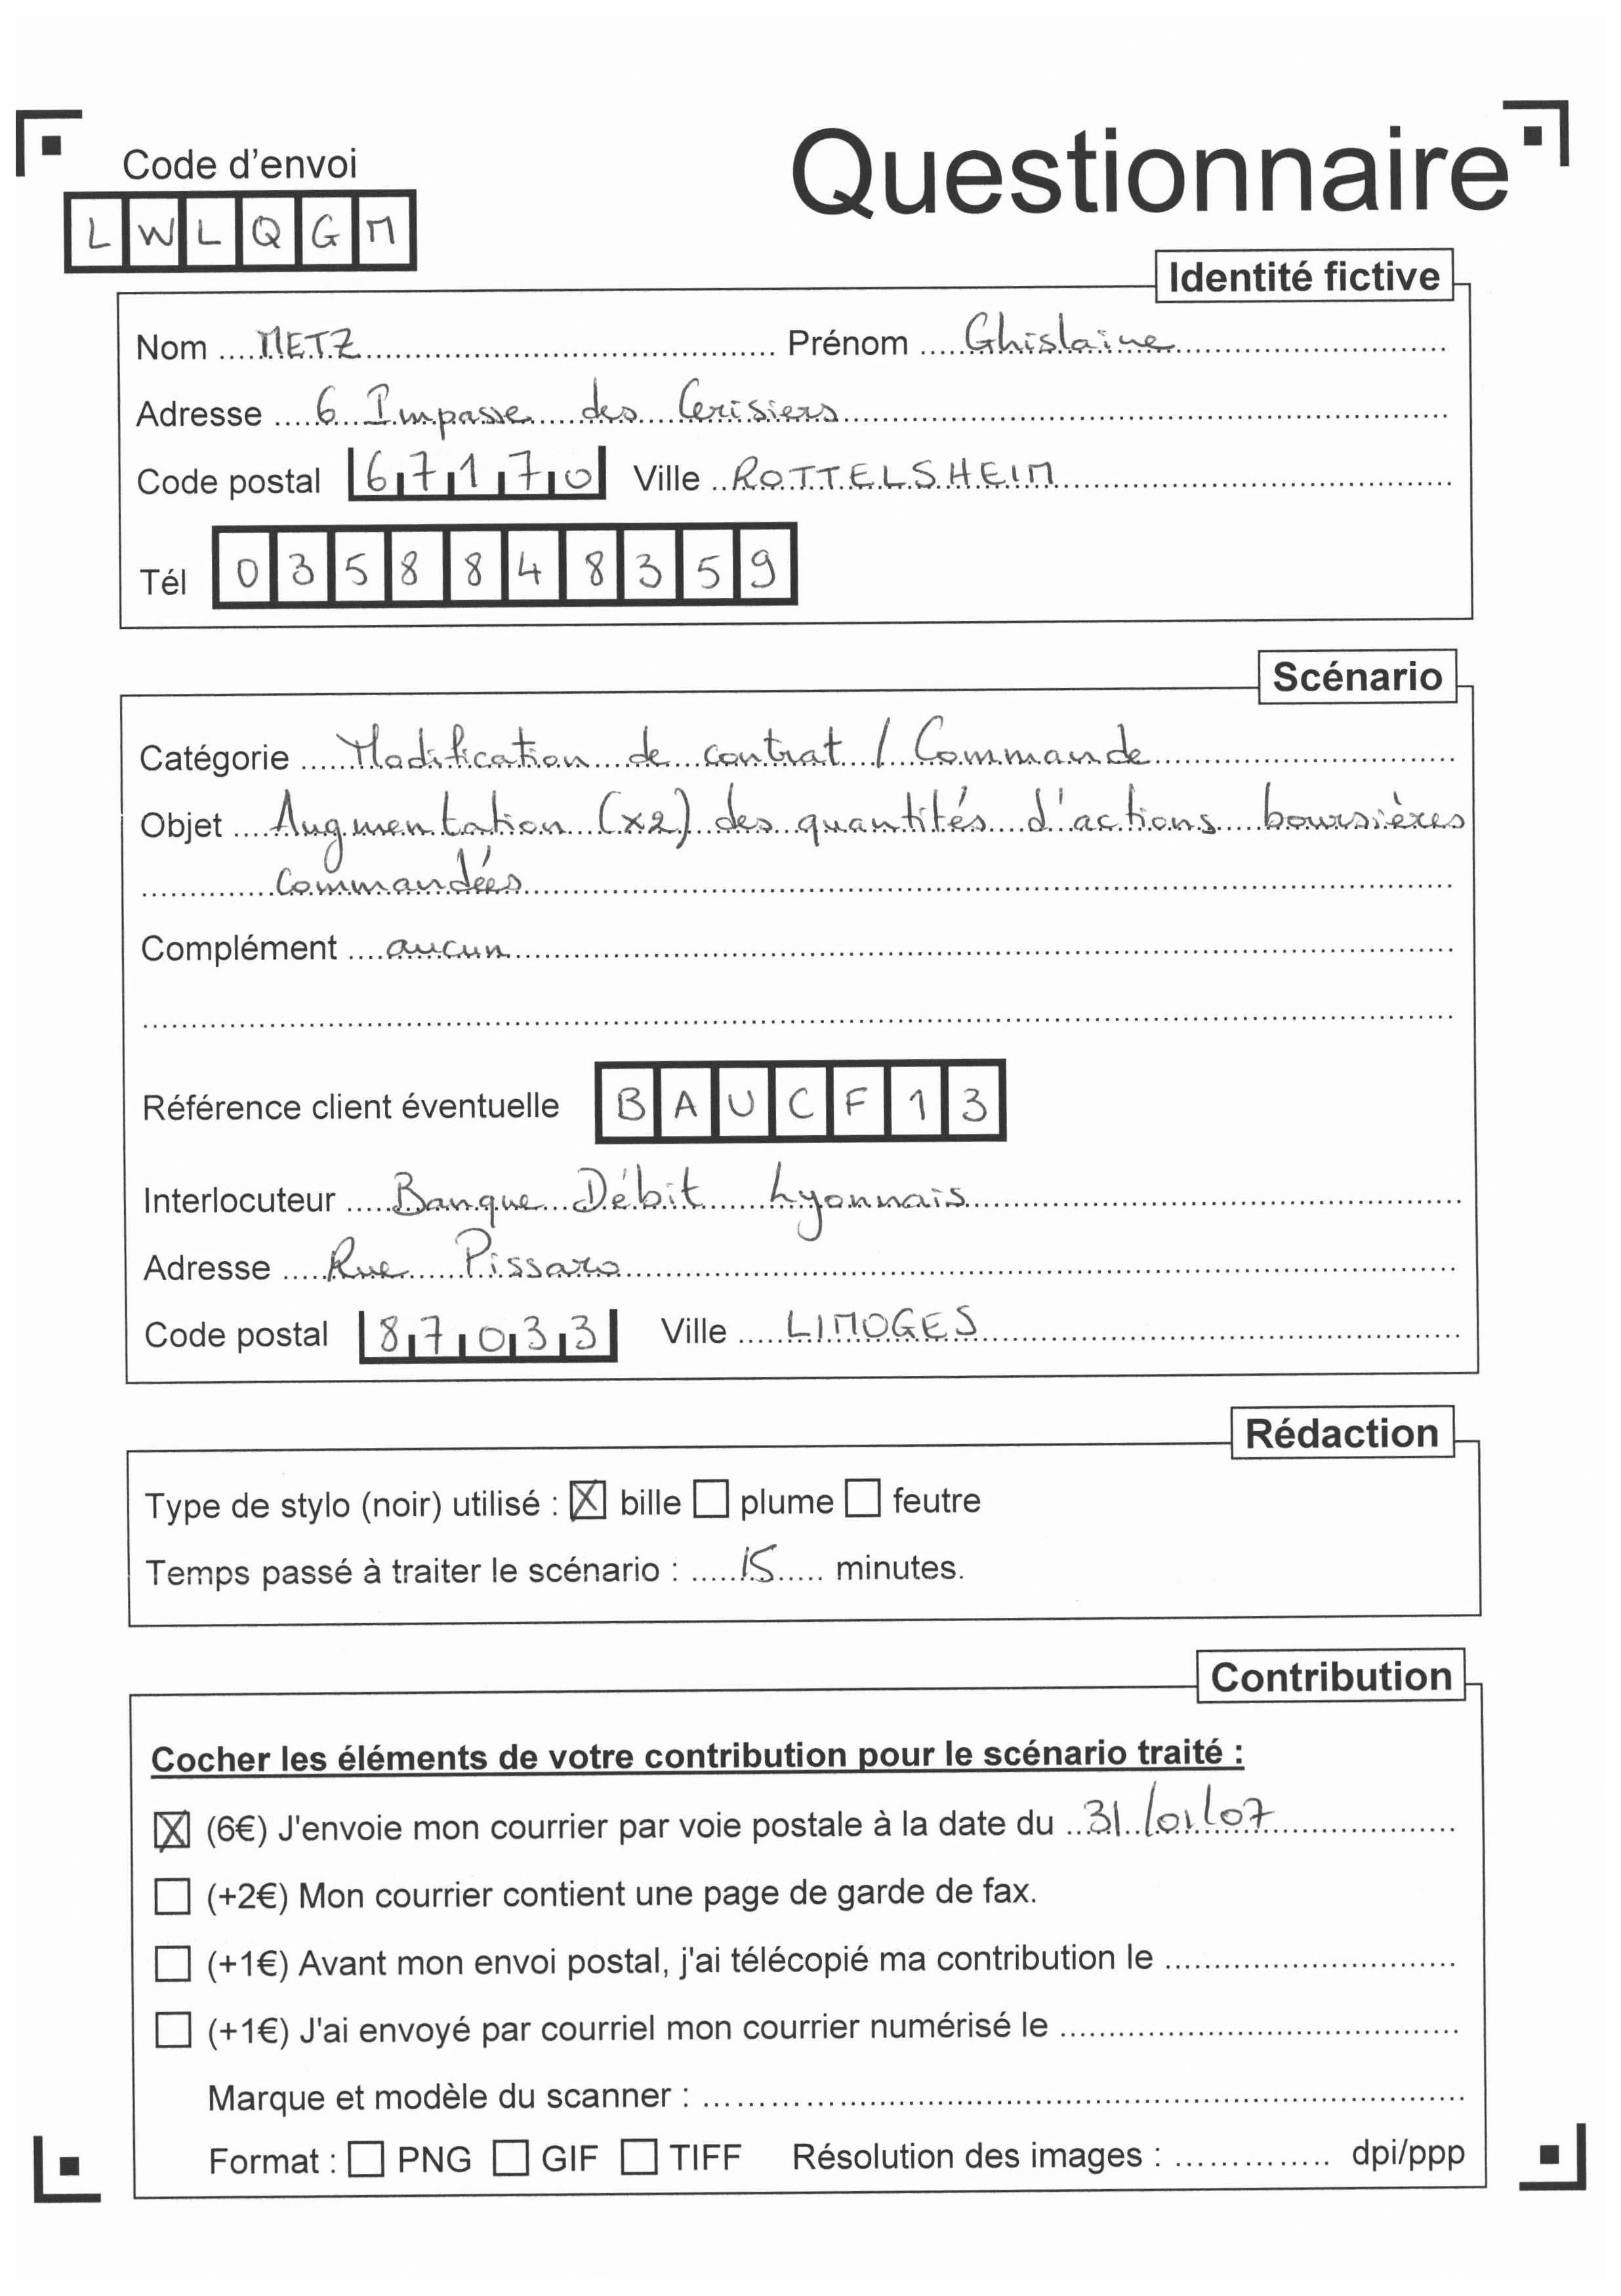 Code d'envoi
Questionnaire
LWLQGM
Identité fictive
Nom METZ Prénom Ghislaine
Adresse 6 Impasse des Cerisiers
Code postal 67170 Ville ROTTELSHEIM
Tél 0358848359
Scénario
Catégorie Modification de contrat / Commande
Objet Augmentation (x2) des quantités d'actions boursières
commandées
Complément aucun
Référence client éventuelle BAUCF13
Interlocuteur Banque Débit Lyonnais
Adresse Rue Pissaro
Code postal 87033 Ville LIMOGES
Rédaction
Type de stylo (noir) utilisé : ☒ bille ☐ plume ☐ feutre
Temps passé à traiter le scénario : 15 minutes.
Contribution
Cocher les éléments de votre contribution pour le scénario traité :
☒ (6€) J'envoie mon courrier par voie postale à la date du 31/01/07
☐ (+2€) Mon courrier contient une page de garde de fax.
☐ (+1€) Avant mon envoi postal, j'ai télécopié ma contribution le
☐ (+1€) J'ai envoyé par courriel mon courrier numérisé le
Marque et modèle du scanner :
Format : ☐ PNG ☐ GIF ☐ TIFF Résolution des images : dpi/ppp